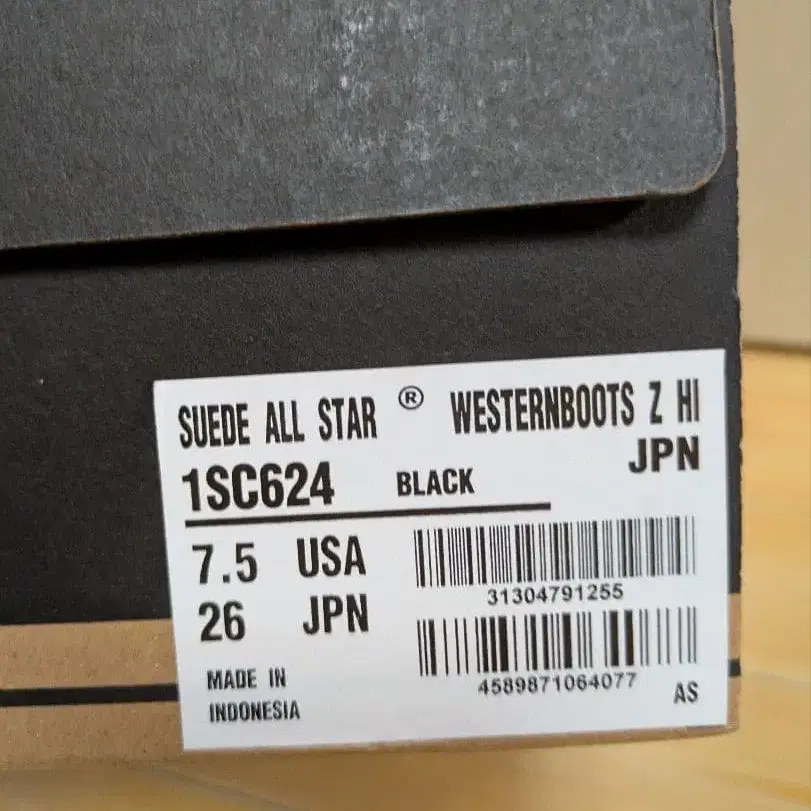 SUEDE ALL STAR ® WESTERNBOOTS Z HI
JPN
1SC624 BLACK
7.5 USA
26 JPN
31304791255
4589871064077
MADE IN
INDONESIA
AS